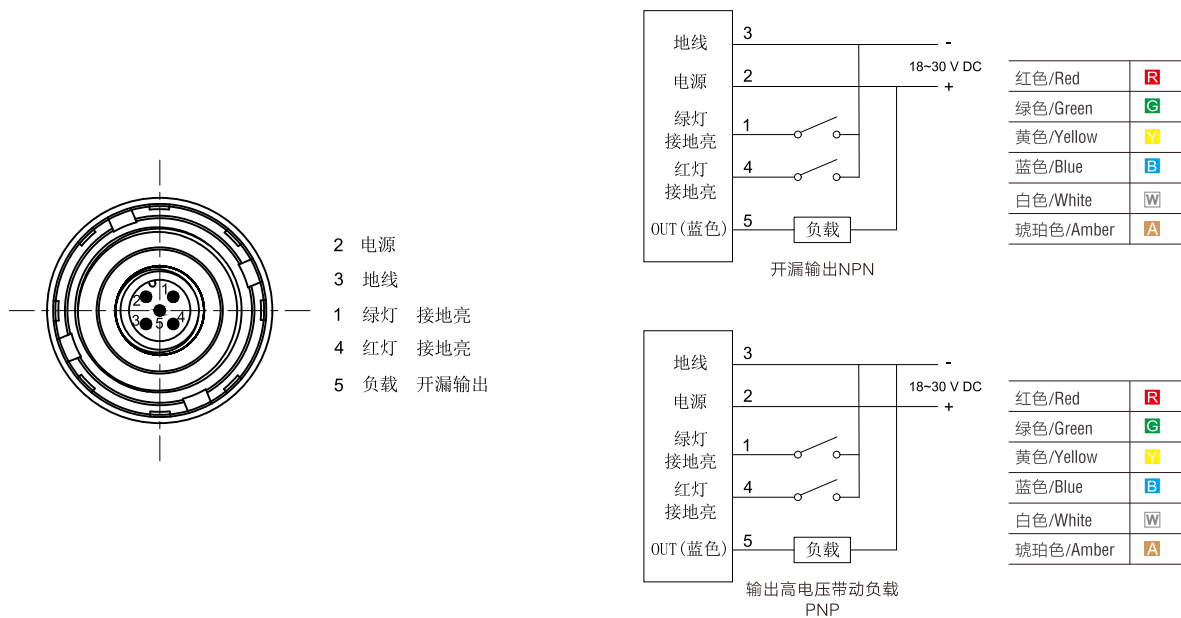 1
2
3
5
4
2 电源
3 地线
1 绿灯 接地亮
4 红灯 接地亮
5 负载 开漏输出
地线 3 -
18~30 V DC
电源 2 +
绿灯
接地亮 1
红灯
接地亮 4
OUT(蓝色) 5 负载
开漏输出NPN
红色/Red R
绿色/Green G
黄色/Yellow Y
蓝色/Blue B
白色/White W
琥珀色/Amber A
地线 3 -
18~30 V DC
电源 2 +
绿灯
接地亮 1
红灯
接地亮 4
OUT(蓝色) 5 负载
输出高电压带动负载
PNP
红色/Red R
绿色/Green G
黄色/Yellow Y
蓝色/Blue B
白色/White W
琥珀色/Amber A